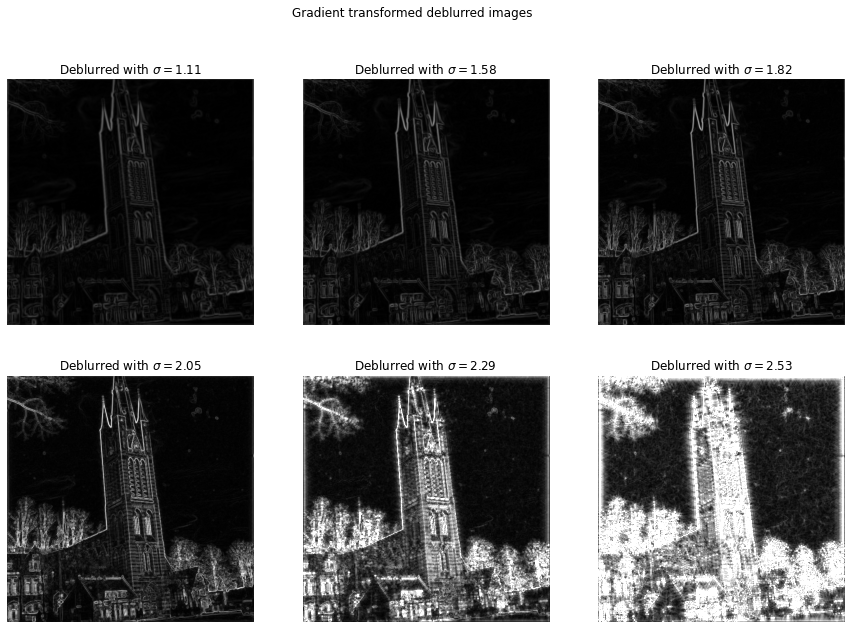 Gradient transformed deblurred images
Deblurred with σ = 1.11
Deblurred with σ = 1.58
Deblurred with σ = 1.82
Deblurred with σ = 2.05
Deblurred with σ = 2.29
Deblurred with σ = 2.53